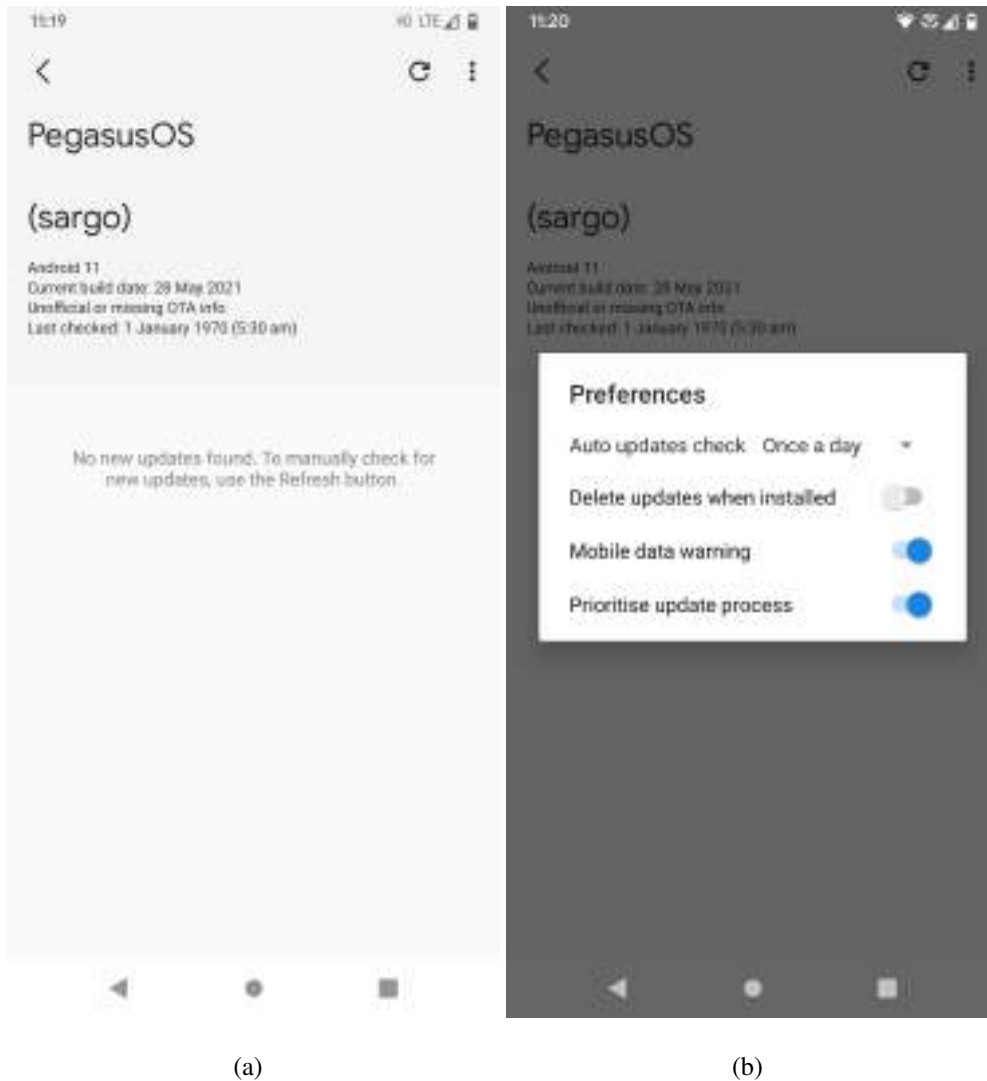 11:19
LTE
PegasusOS
(sargo)
Android 11
Current build date: 28 May 2021
Unofficial or missing OTA info
Last checked: 1 January 1970 (5:30 am)
No new updates found. To manually check for
new updates, use the Refresh button.
(a)
11:20
PegasusOS
(sargo)
Android 11
Current build date: 28 May 2021
Unofficial or missing OTA info
Last checked: 1 January 1970 (5:30 am)
Preferences
Auto updates check Once a day
Delete updates when installed
Mobile data warning
Prioritise update process
(b)